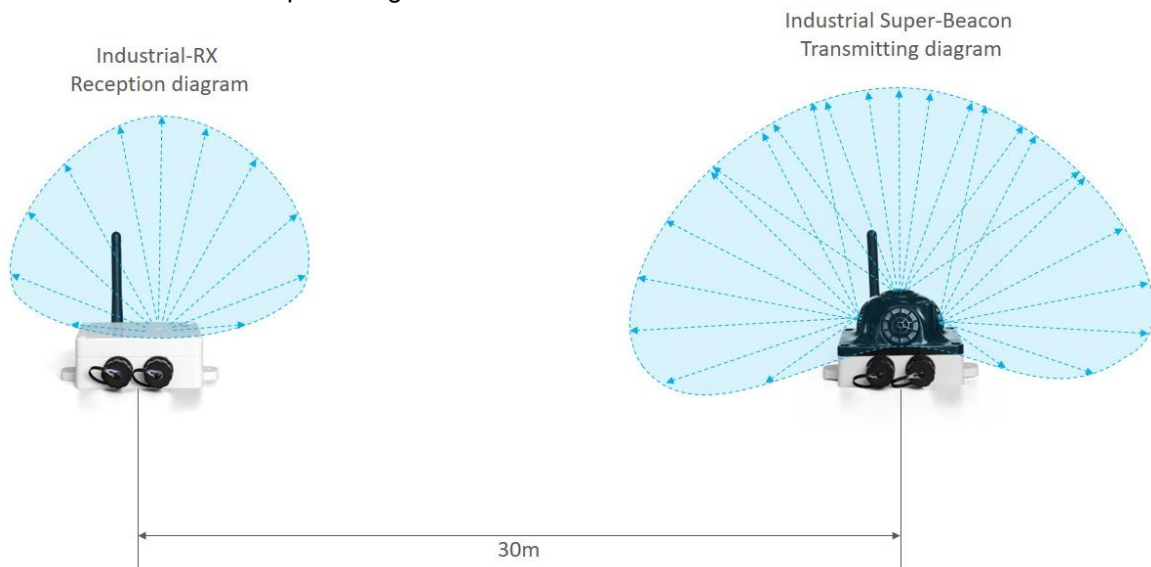 Industrial-RX
Reception diagram
Industrial Super-Beacon
Transmitting diagram
30m